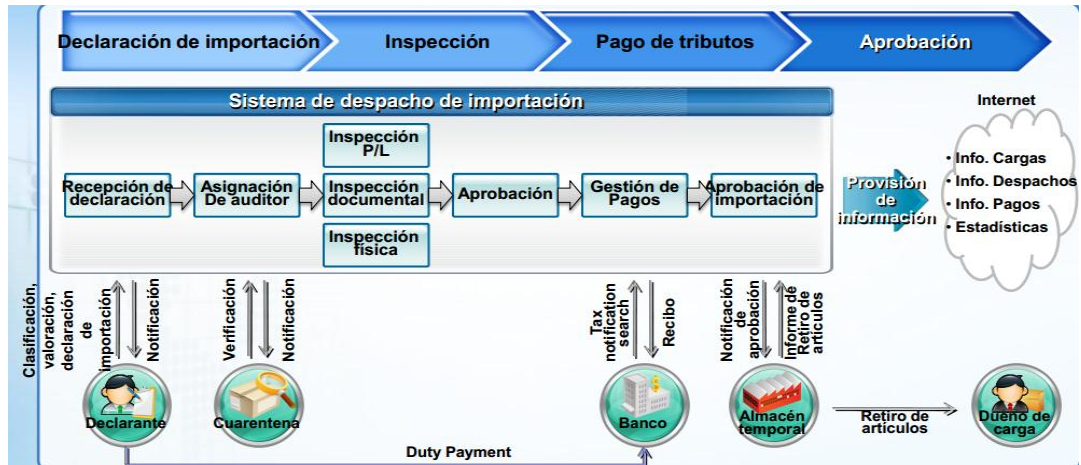 Declaración de importación
Inspección
Pago de tributos
Aprobación
Sistema de despacho de importación
Inspección
P/L
Recepción de
declaración
Asignación
De auditor
Inspección
documental
Aprobación
Gestión de
Pagos
Aprobación de
importación
Inspección
física
Provisión
de
información
Internet
• Info. Cargas
• Info. Despachos
• Info. Pagos
• Estadísticas
Clasificación,
valoración,
declaración
de
importación
Notificación
Verificación
Notificación
Tax
notification
search
Recibo
Notificación
de
aprobación
Informe de
Retiro de
artículos
Declarante
Cuarentena
Banco
Almacén
temporal
Retiro de
artículos
Dueño de
carga
Duty Payment